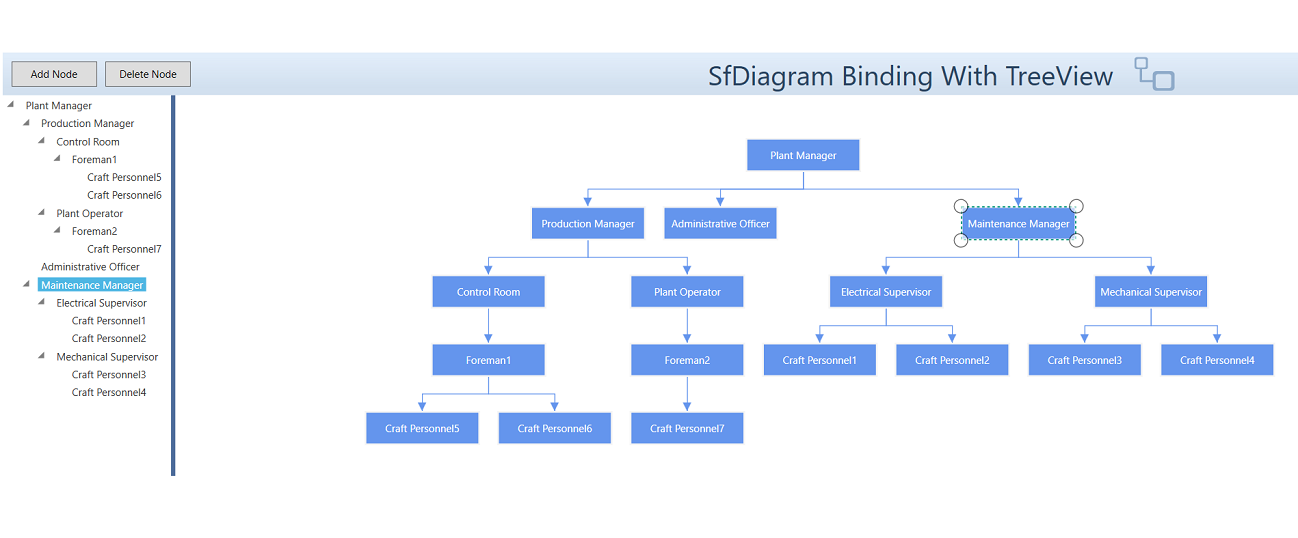 Add Node
Delete Node
SfDiagram Binding With TreeView
Plant Manager
Production Manager
Control Room
Foreman1
Craft Personnel5
Craft Personnel6
Plant Operator
Foreman2
Craft Personnel7
Administrative Officer
Maintenance Manager
Electrical Supervisor
Craft Personnel1
Craft Personnel2
Mechanical Supervisor
Craft Personnel3
Craft Personnel4
Plant Manager
Production Manager
Administrative Officer
Maintenance Manager
Control Room
Plant Operator
Electrical Supervisor
Mechanical Supervisor
Foreman1
Foreman2
Craft Personnel1
Craft Personnel2
Craft Personnel3
Craft Personnel4
Craft Personnel5
Craft Personnel6
Craft Personnel7